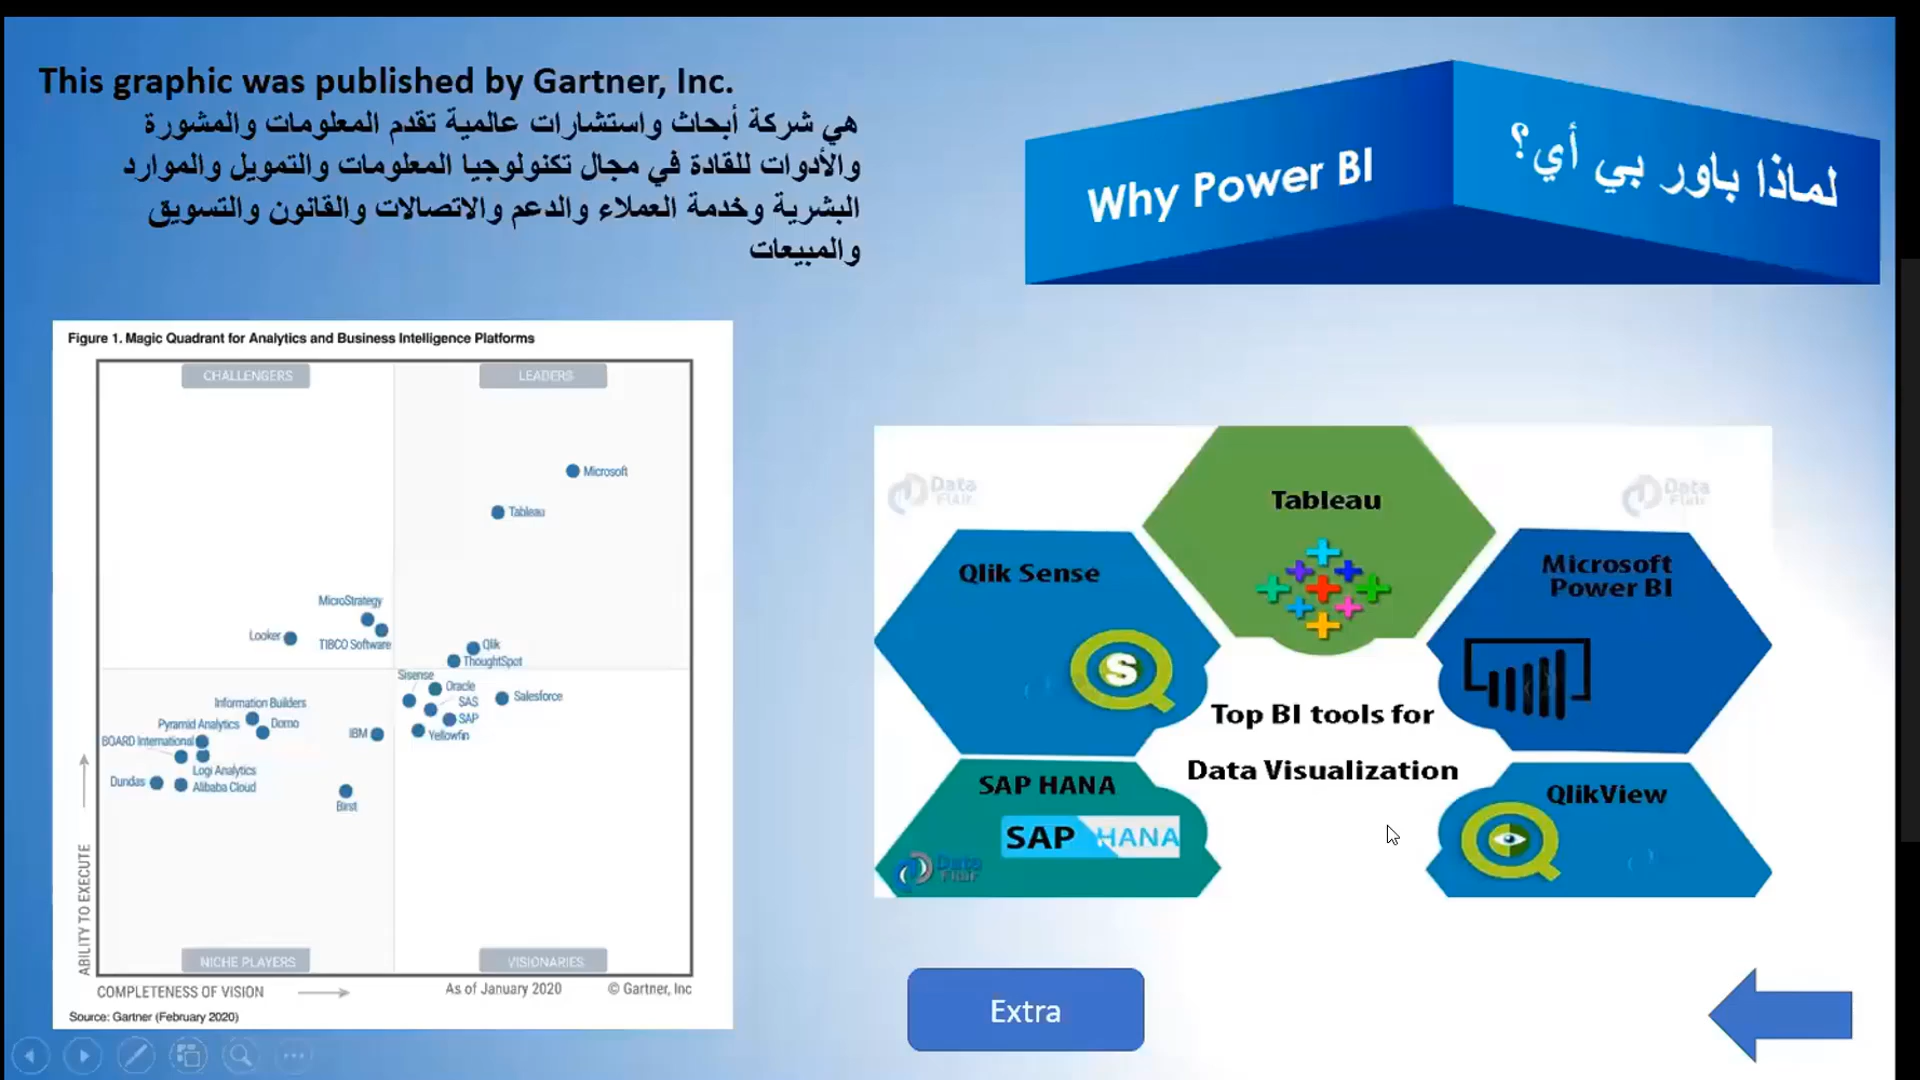 This graphic was published by Gartner, Inc.
هي شركة أبحاث واستشارات عالمية تقدم المعلومات والمشورة
والأدوات للقادة في مجال تكنولوجيا المعلومات والتمويل والموارد
البشرية وخدمة العملاء والدعم والاتصالات والقانون والتسويق
والمبيعات
Why Power BI
لماذا باور بي أي؟
Figure 1. Magic Quadrant for Analytics and Business Intelligence Platforms
CHALLENGERS
LEADERS
Microsoft
Tableau
MicroStrategy
Looker
TIBCO Software
Qlik
ThoughtSpot
Sisense
Oracle
SAS
Salesforce
SAP
Yellowfin
Information Builders
Pyramid Analytics
Domo
IBM
BOARD International
Logi Analytics
Dundas
Alibaba Cloud
Birst
NICHE PLAYERS
VISIONARIES
ABILITY TO EXECUTE
COMPLETENESS OF VISION
As of January 2020
© Gartner, Inc
Source: Gartner (February 2020)
Data
Flair
Data
Flair
Tableau
Qlik Sense
S
Microsoft
Power BI
Top BI tools for
Data Visualization
SAP HANA
SAP HANA
Data
Flair
QlikView
Extra